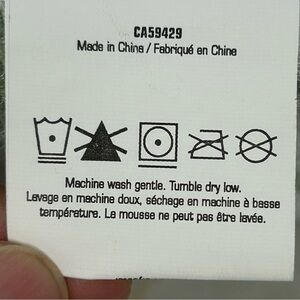 CA59429
Made in China / Fabriqué en Chine
Machine wash gentle. Tumble dry low.
Lavage en machine doux, séchage en machine à basse
température. Le mousse ne peut pas être lavée.